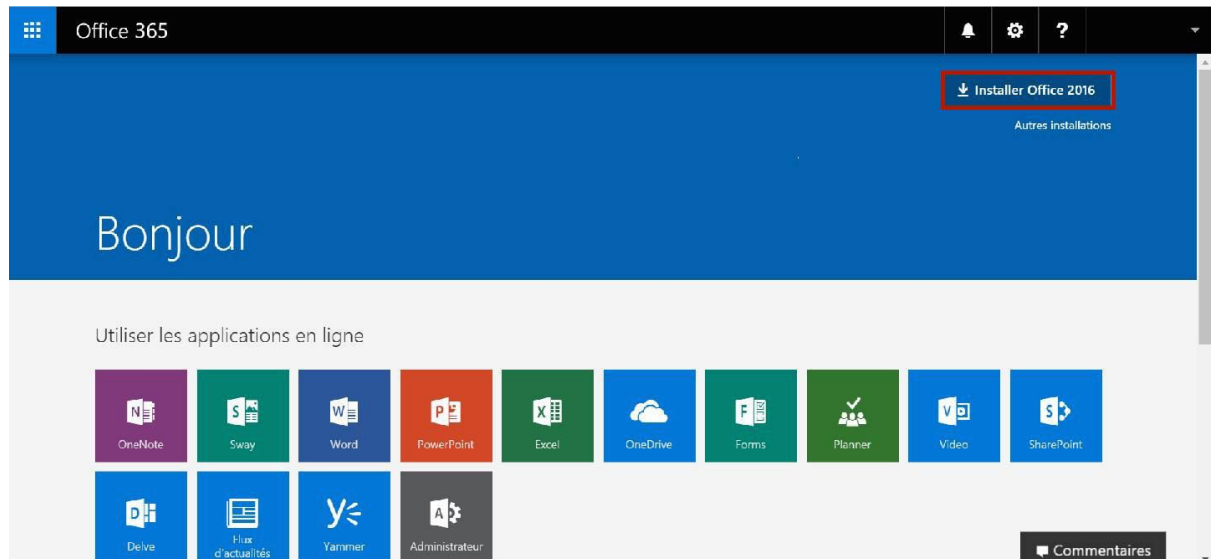 Office 365
?
Installer Office 2016
Autres installations
Bonjour
Utiliser les applications en ligne
OneNote
Sway
Word
PowerPoint
Excel
OneDrive
Forms
Planner
Video
SharePoint
Delve
Flux
d'actualités
Yammer
Administrateur
Commentaires